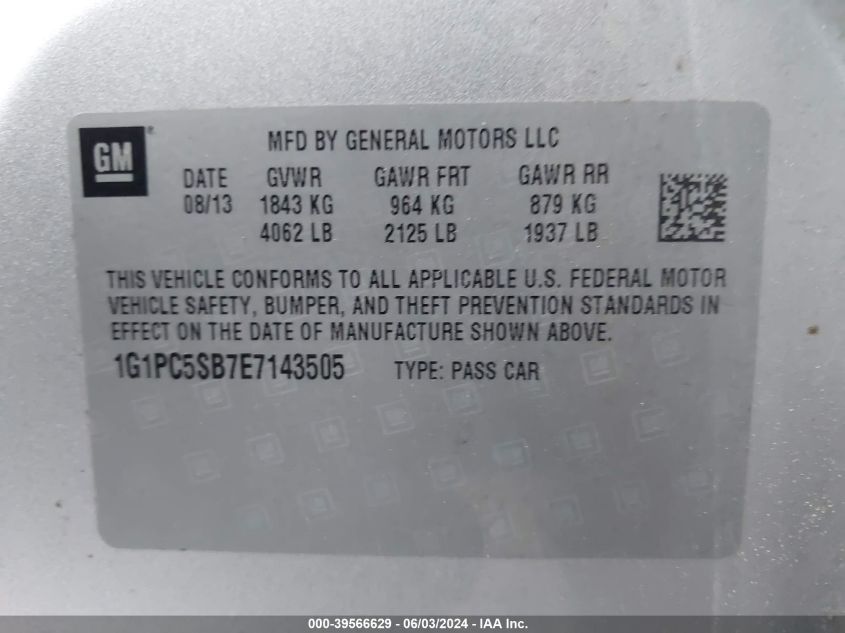 GM ®
MFD BY GENERAL MOTORS LLC
DATE GVWR GAWR FRT GAWR RR
08/13 1843 KG 964 KG 879 KG
4062 LB 2125 LB 1937 LB
THIS VEHICLE CONFORMS TO ALL APPLICABLE U.S. FEDERAL MOTOR
VEHICLE SAFETY, BUMPER, AND THEFT PREVENTION STANDARDS IN
EFFECT ON THE DATE OF MANUFACTURE SHOWN ABOVE.
1G1PC5SB7E7143505 TYPE: PASS CAR
000-39566629 - 06/03/2024 - IAA Inc.